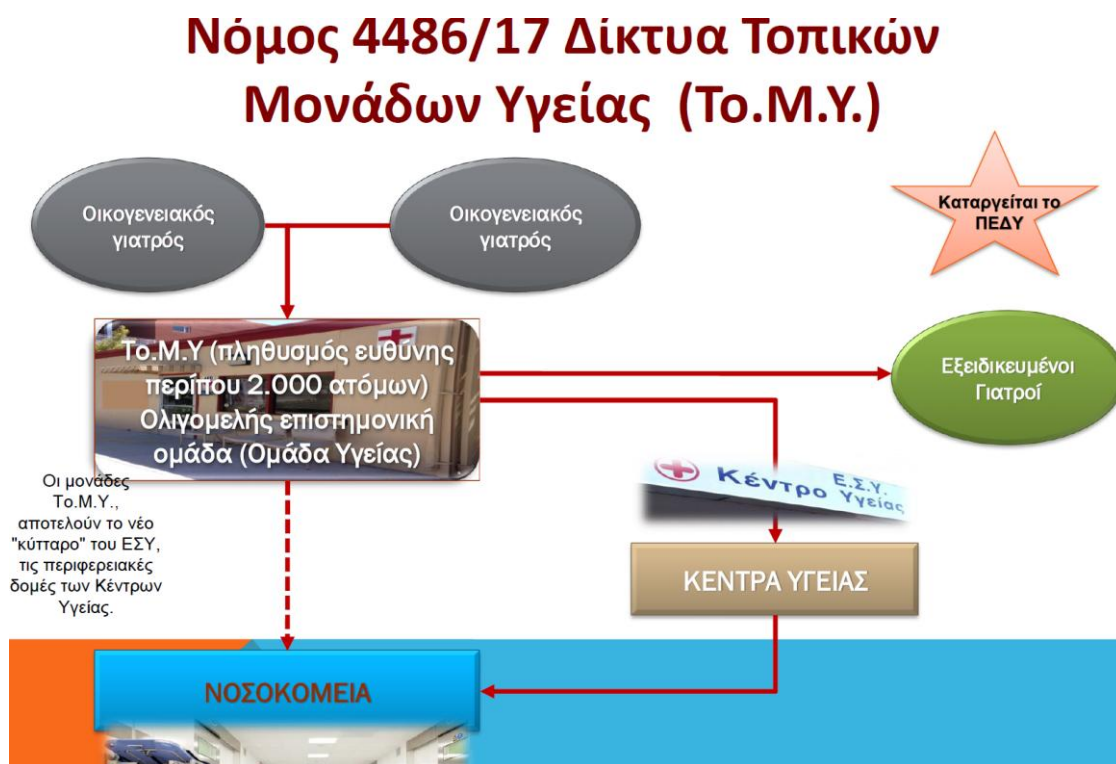 Νόμος 4486/17 Δίκτυα Τοπικών
Μονάδων Υγείας (Το.Μ.Υ.)
Οικογενειακός
γιατρός
Οικογενειακός
γιατρός
Καταργείται το
ΠΕΔΥ
Το.Μ.Υ (πληθυσμός ευθύνης
περίπου 2.000 ατόμων)
Ολιγομελής επιστημονική
ομάδα (Ομάδα Υγείας)
Εξειδικευμένοι
Γιατροί
Οι μονάδες
Το.Μ.Υ.,
αποτελούν το νέο
"κύτταρο" του ΕΣΥ,
τις περιφερειακές
δομές των Κέντρων
Υγείας.
Ε.Σ.Υ.
Κέντρο Υγείας
ΚΕΝΤΡΑ ΥΓΕΙΑΣ
ΝΟΣΟΚΟΜΕΙΑ